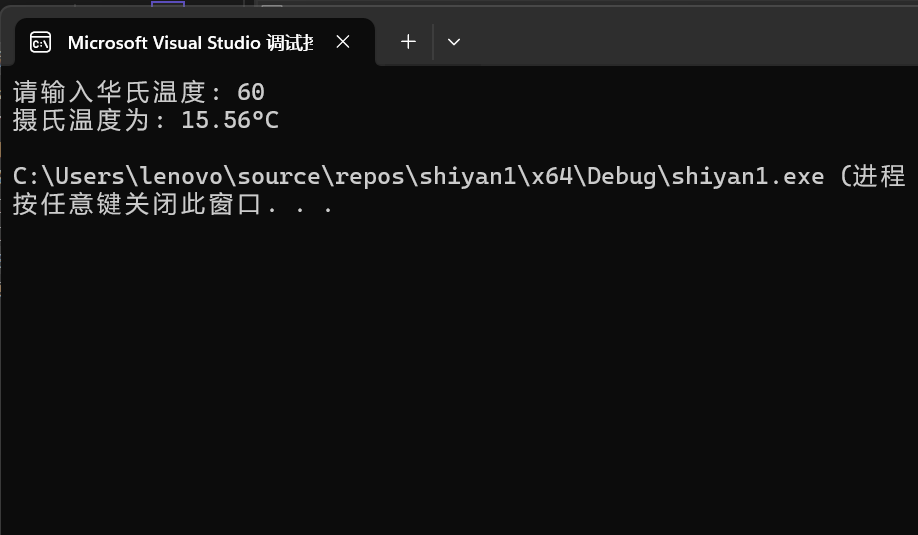 Microsoft Visual Studio 调试
请输入华氏温度: 60
摄氏温度为: 15.56°C
C:\Users\lenovo\source\repos\shiyan1\x64\Debug\shiyan1.exe (进程
按任意键关闭此窗口. . .